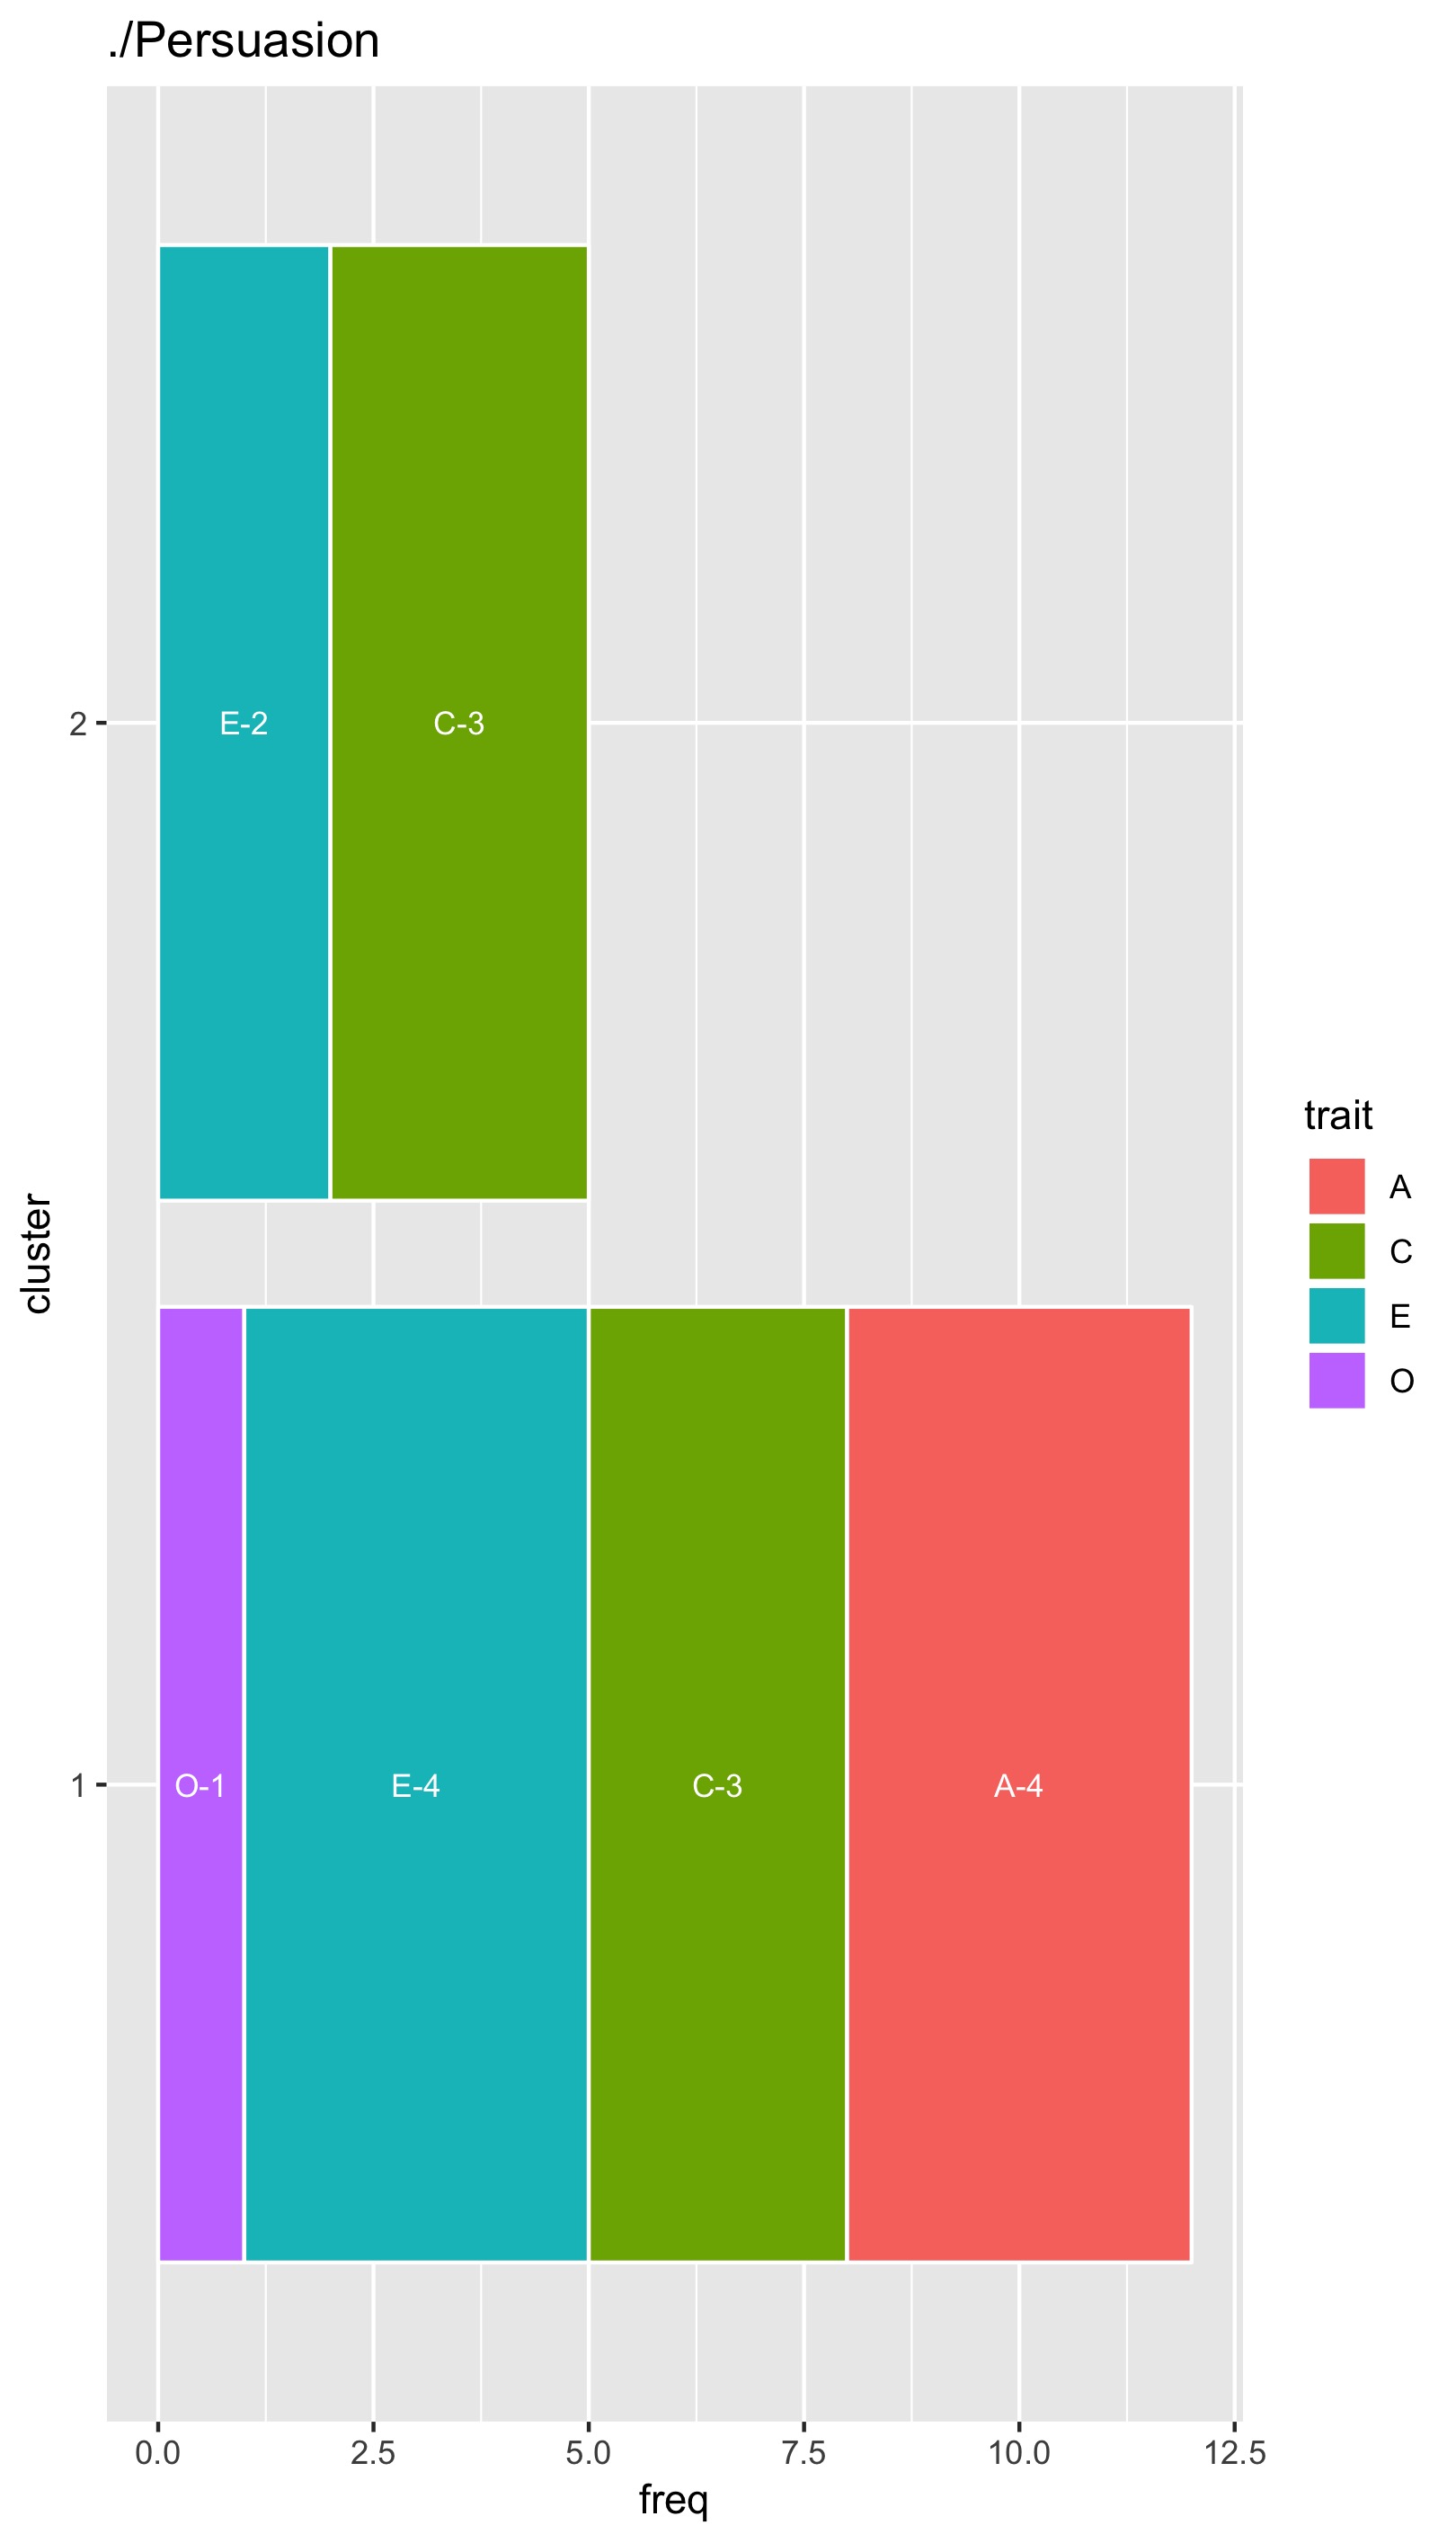 ./Persuasion
E-2 C-3
2
cluster
trait
A
C
E
O
1
O-1 E-4 C-3 A-4
0.0 2.5 5.0 7.5 10.0 12.5
freq